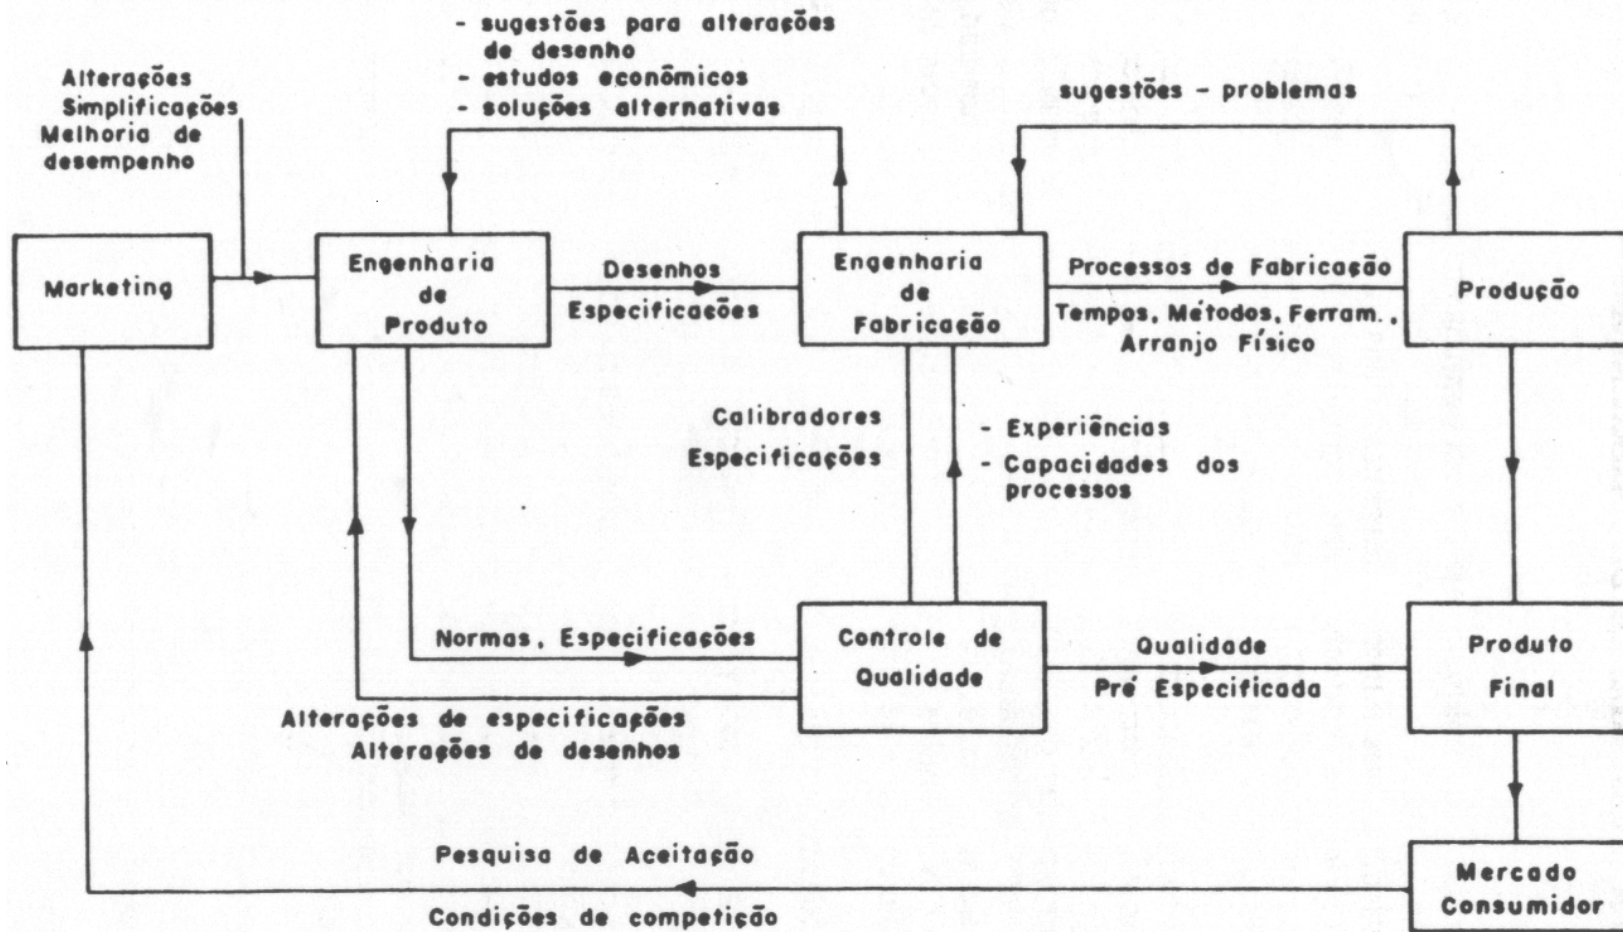 - sugestões para alterações
de desenho
- estudos econômicos
- soluções alternativas
Alterações
Simplificações
Melhoria de
desempenho
sugestões - problemas
Marketing
Engenharia
de
Produto
Desenhos
Especificações
Engenharia
de
Fabricação
Processos de Fabricação
Tempos, Métodos, Ferram.,
Arranjo Físico
Produção
Calibradores
Especificações
- Experiências
- Capacidades dos
processos
Normas, Especificações
Alterações de especificações
Alterações de desenhos
Controle de
Qualidade
Qualidade
Pré Especificada
Produto
Final
Pesquisa de Aceitação
Condições de competição
Mercado
Consumidor